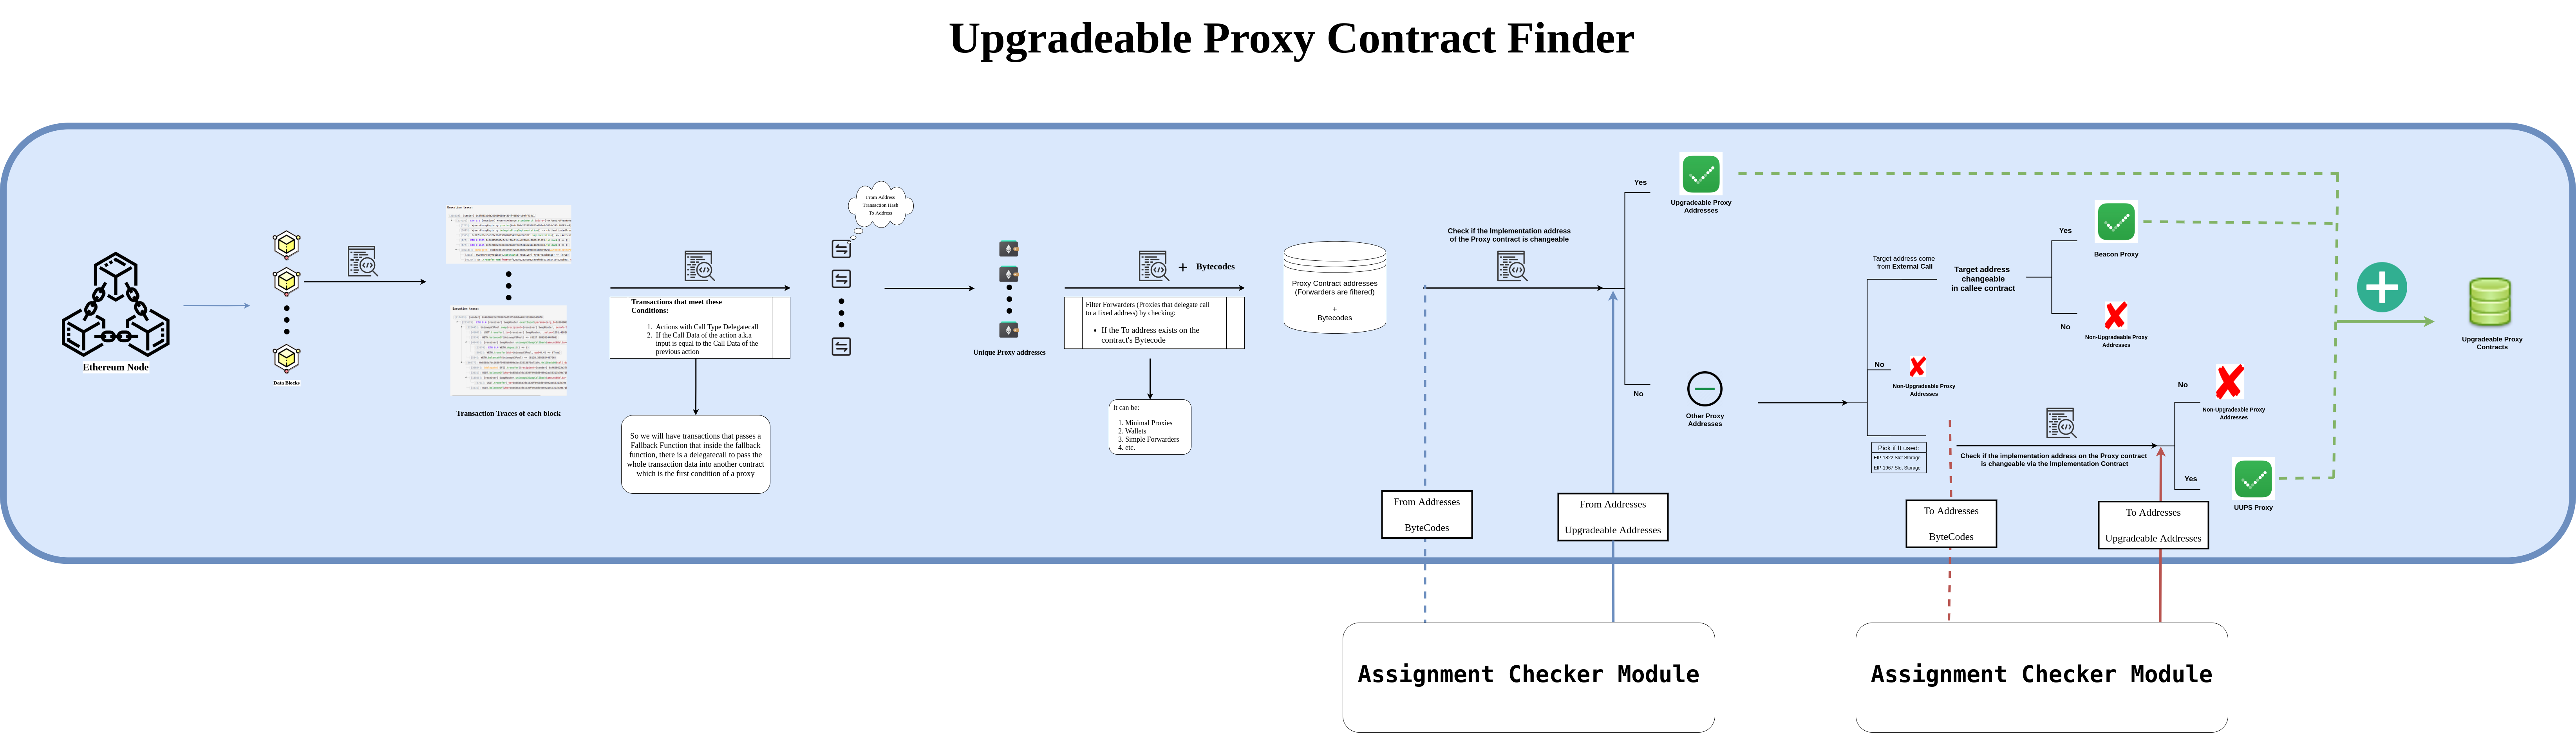 Upgradeable Proxy Contract Finder
Ethereum Node
Data Blocks
Execution trace:
Execution trace:
Transaction Traces of each block
Transactions that meet these
Conditions:
1. Actions with Call Type Delegatecall
2. If the Call Data of the action a.k.a
input is equal to the Call Data of the
previous action
So we will have transactions that passes a
Fallback Function that inside the fallback
function, there is a delegatecall to pass the
whole transaction data into another contract
which is the first condition of a proxy
From Address
Transaction Hash
To Address
Unique Proxy addresses
+ Bytecodes
Filter Forwarders (Proxies that delegate call
to a fixed address) by checking:
• If the To address exists on the
contract's Bytecode
It can be:
1. Minimal Proxies
2. Wallets
3. Simple Forwarders
4. etc.
Proxy Contract addresses
(Forwarders are filtered)
+
Bytecodes
Check if the Implementation address
of the Proxy contract is changeable
Yes
Upgradeable Proxy
Addresses
No
Other Proxy
Addresses
From Addresses
ByteCodes
From Addresses
Upgradeable Addresses
Target address come
from External Call
Target address
changeable
in callee contract
Yes
Beacon Proxy
No
Non-Upgradeable Proxy
Addresses
No
Non-Upgradeable Proxy
Addresses
Pick if It used:
EIP-1822 Slot Storage
EIP-1967 Slot Storage
Check if the implementation address on the Proxy contract
is changeable via the Implementation Contract
No
Non-Upgradeable Proxy
Addresses
Yes
UUPS Proxy
To Addresses
ByteCodes
To Addresses
Upgradeable Addresses
Upgradeable Proxy
Contracts
Assignment Checker Module
Assignment Checker Module